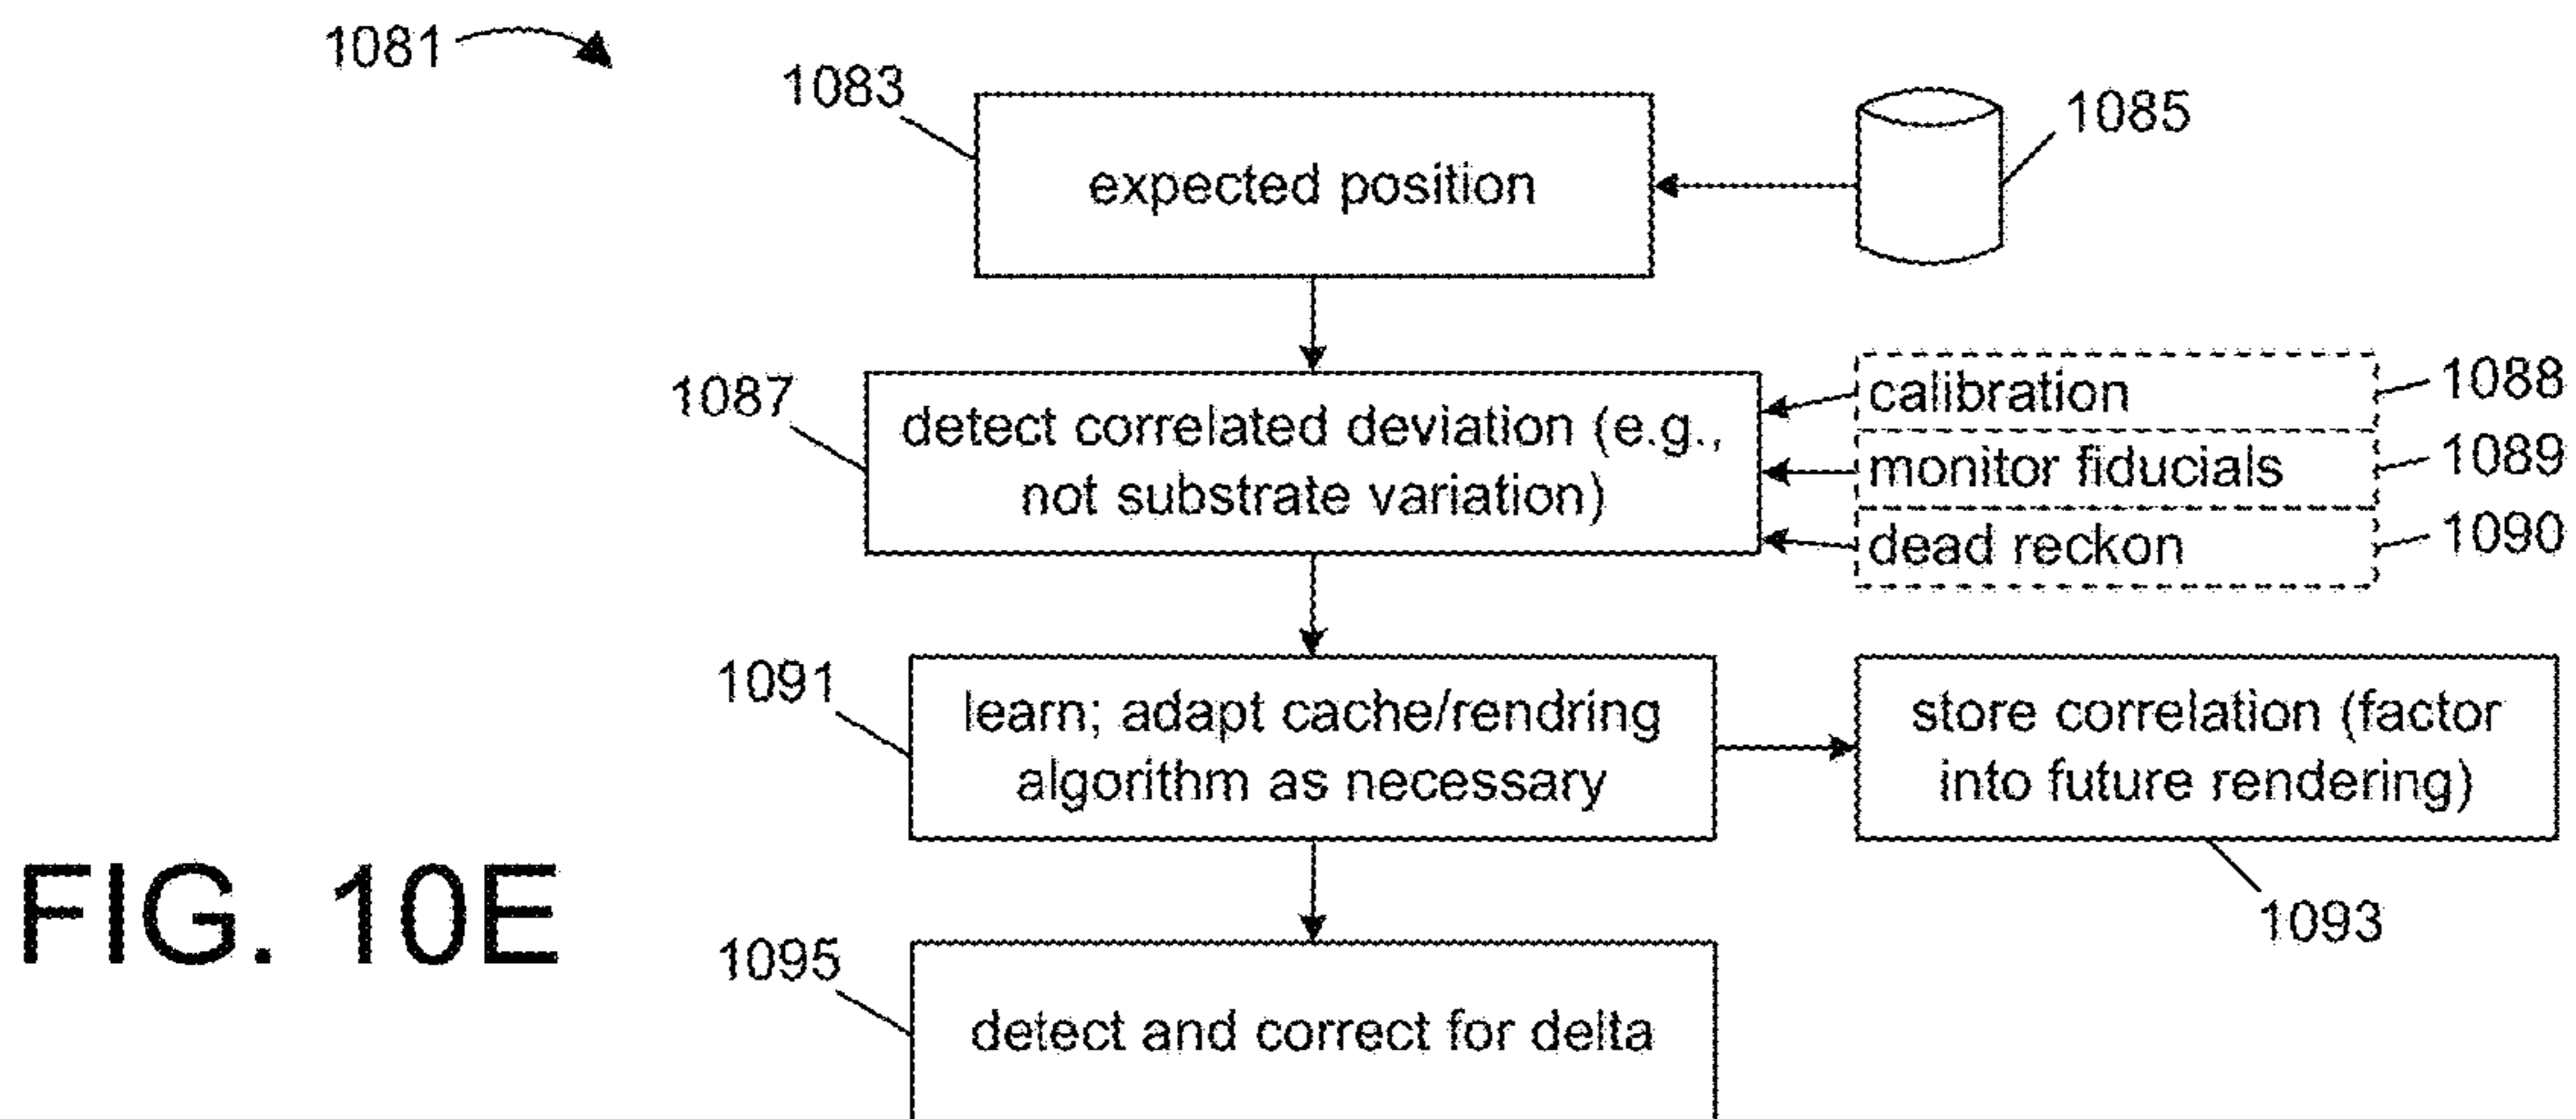 1081
1083
expected position
1085
1087
detect correlated deviation (e.g.,
not substrate variation)
calibration
1088
monitor fiducials
1089
dead reckon
1090
1091
learn; adapt cache/rendring
algorithm as necessary
store correlation (factor
into future rendering)
1093
1095
detect and correct for delta
FIG. 10E